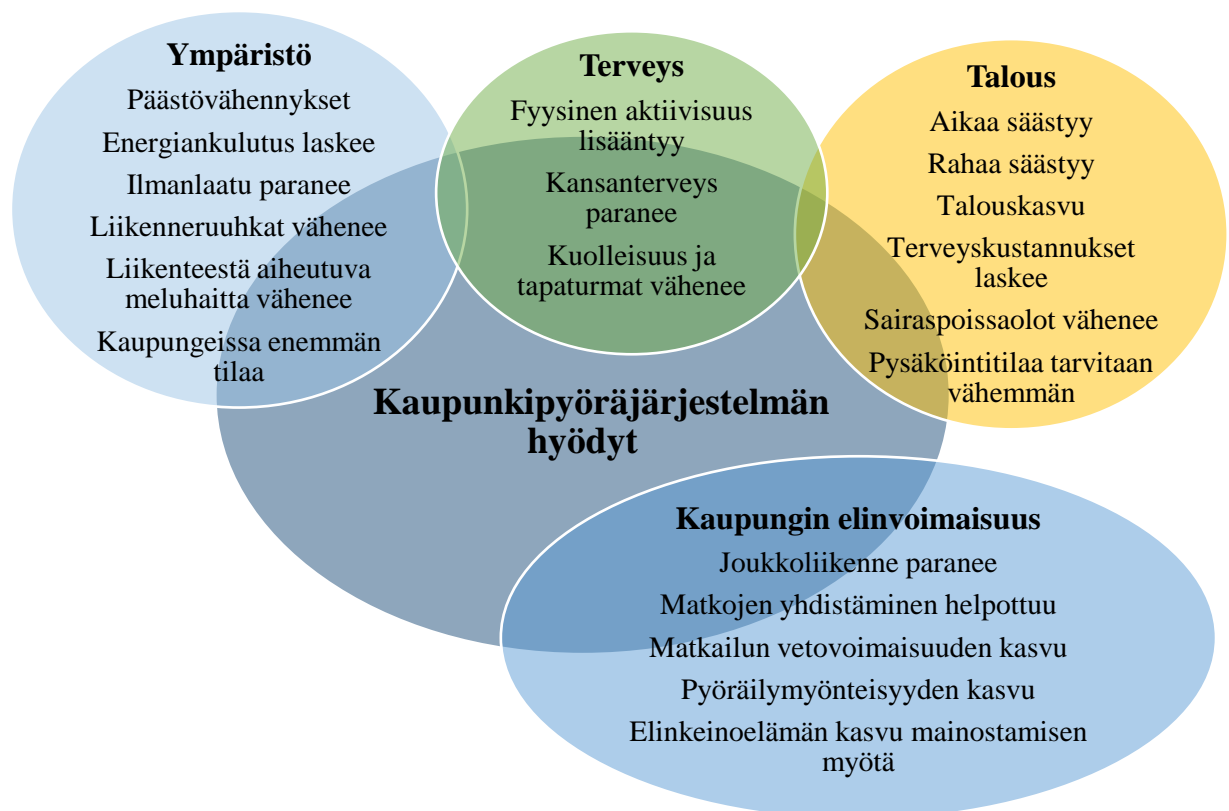 Ympäristö
Päästövähennykset
Energiankulutus laskee
Ilmanlaatu paranee
Liikenneruuhkat vähenee
Liikenteestä aiheutuva
meluhaitta vähenee
Kaupungeissa enemmän
tilaa
Terveys
Fyysinen aktiivisuus
lisääntyy
Kansanterveys
paranee
Kuolleisuus ja
tapaturmat vähenee
Talous
Aikaa säästyy
Rahaa säästyy
Talouskasvu
Terveyskustannukset
laskee
Sairaspoissaolot vähenee
Pysäköintitilaa tarvitaan
vähemmän
Kaupunkipyöräjärjestelmän
hyödyt
Kaupungin elinvoimaisuus
Joukkoliikenne paranee
Matkojen yhdistäminen helpottuu
Matkailun vetovoimaisuuden kasvu
Pyöräilymyönteisyyden kasvu
Elinkeinoelämän kasvu mainostamisen
myötä